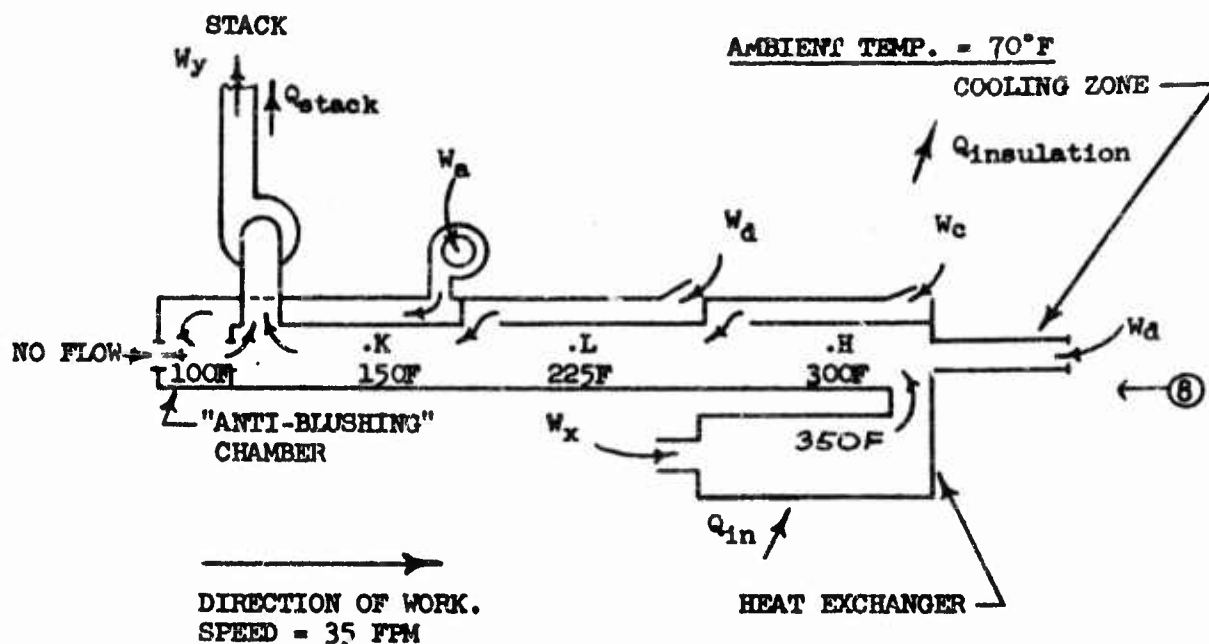 STACK
Wy
Qstack
AMBIENT TEMP. = 70°F
COOLING ZONE
Qinsulation
Wa
Wd
Wc
NO FLOW
.K
.L
.H
Wd
100F
150F
225F
300F
8
"ANTI-BLUSHING"
CHAMBER
Wx
350F
Qin
DIRECTION OF WORK.
SPEED = 35 FPM
HEAT EXCHANGER